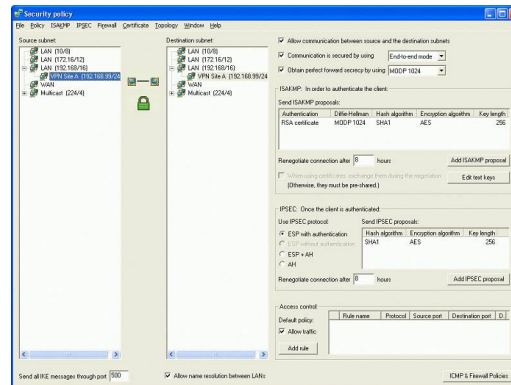 Security policy
File Policy ISAKMP IPSEC Firewall Certificate Topology Window Help
Source subnet
LAN (10/8)
LAN (172.16/12)
LAN (192.168/16)
VPN Site A (192.168.99/24
WAN
Multicast (224/4)
Destination subnet
LAN (10/8)
LAN (172.16/12)
LAN (192.168/16)
VPN Site A (192.168.99/24
WAN
Multicast (224/4)
Allow communication between source and the destination subnets
Communication is secured by using End-to-end mode
Obtain perfect forward secrecy by using MODP 1024
ISAKMP: In order to authenticate the client:
Send ISAKMP proposals:
Authentication Diffie-Hellman Hash algorithm Encryption algorithm Key length
RSA certificate MODP 1024 SHA1 AES 256
Renegotiate connection after 8 hours Add ISAKMP proposal
When using certificates, exchange them during the negotiation
(Otherwise, they must be pre-shared.)
Edit text keys
IPSEC: Once the client is authenticated
Use IPSEC protocol:
ESP with authentication
ESP without authentication
ESP + AH
AH
Send IPSEC proposals:
Hash algorithm Encryption algorithm Key length
SHA1 AES 256
Renegotiate connection after 8 hours Add IPSEC proposal
Access control
Default policy:
Allow traffic
Add rule
Rule name Protocol Source port Destination port D
Send all IKE messages through port 500
Allow name resolution between LANs
ICMP & Firewall Policies